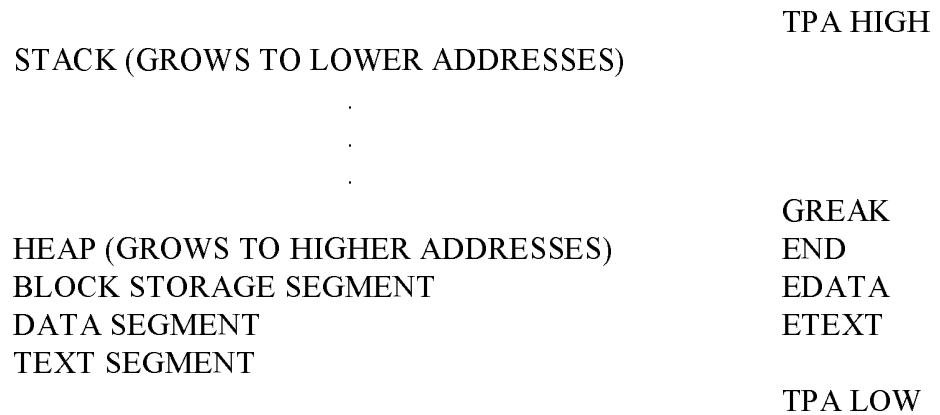 TPA HIGH
STACK (GROWS TO LOWER ADDRESSES)
.
.
.
GREAK
HEAP (GROWS TO HIGHER ADDRESSES) END
BLOCK STORAGE SEGMENT EDATA
DATA SEGMENT ETEXT
TEXT SEGMENT
TPA LOW